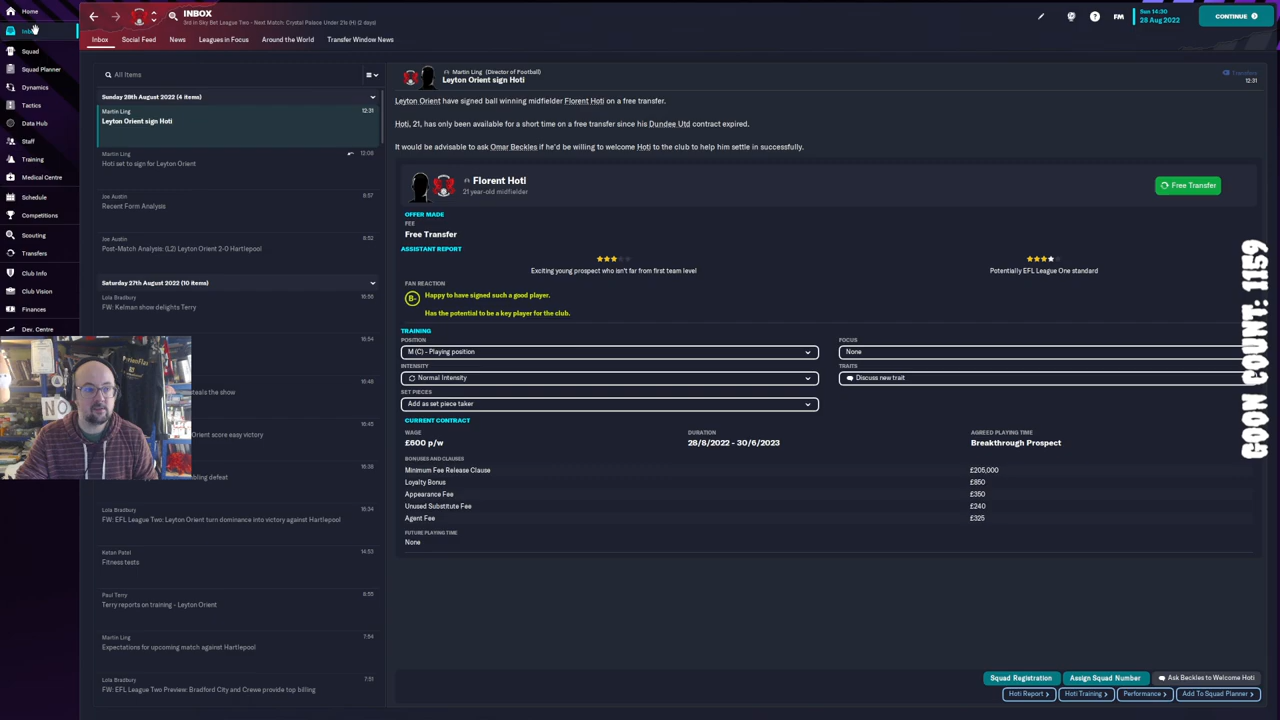 Home
INBOX
3rd in Sky Bet League Two - Next Match: Crystal Palace Under 21s (H) (2 days)
FM
Sun 14:30
28 Aug 2022
CONTINUE
Squad
Squad Planner
Dynamics
Tactics
Data Hub
Staff
Training
Medical Centre
Schedule
Competitions
Scouting
Transfers
Club Info
Club Vision
Finances
Dev. Centre
Inbox
Social Feed
News
Leagues in Focus
Around the World
Transfer Window News
All Items
Sunday 28th August 2022 (4 items)
Martin Ling
12:31
Leyton Orient sign Hoti
Martin Ling
12:08
Hoti set to sign for Leyton Orient
Joe Austin
8:57
Recent Form Analysis
Joe Austin
8:52
Post-Match Analysis: (L2) Leyton Orient 2-0 Hartlepool
Saturday 27th August 2022 (10 items)
Lola Bradbury
16:56
FW: Kelman show delights Terry
16:54
16:48
steals the show
16:45
Orient score easy victory
16:38
defeat
Lola Bradbury
16:34
FW: EFL League Two: Leyton Orient turn dominance into victory against Hartlepool
Ketan Patel
14:53
Fitness tests
Paul Terry
8:55
Terry reports on training - Leyton Orient
Martin Ling
7:54
Expectations for upcoming match against Hartlepool
Lola Bradbury
7:51
FW: EFL League Two Preview: Bradford City and Crewe provide top billing
Martin Ling (Director of Football)
Leyton Orient sign Hoti
Transfers
12:31
Leyton Orient have signed ball winning midfielder Florent Hoti on a free transfer.
Hoti, 21, has only been available for a short time on a free transfer since his Dundee Utd contract expired.
It would be advisable to ask Omar Beckles if he'd be willing to welcome Hoti to the club to help him settle in successfully.
Florent Hoti
21 year-old midfielder
Free Transfer
OFFER MADE
FEE
Free Transfer
ASSISTANT REPORT
Exciting young prospect who isn't far from first team level
Potentially EFL League One standard
FAN REACTION
B-
Happy to have signed such a good player.
Has the potential to be a key player for the club.
TRAINING
POSITION
M (C) - Playing position
FOCUS
None
INTENSITY
Normal Intensity
TRAITS
Discuss new trait
SET PIECES
Add as set piece taker
CURRENT CONTRACT
WAGE
£600 p/w
DURATION
28/8/2022 - 30/6/2023
AGREED PLAYING TIME
Breakthrough Prospect
BONUSES AND CLAUSES
Minimum Fee Release Clause
£205,000
Loyalty Bonus
£850
Appearance Fee
£350
Unused Substitute Fee
£240
Agent Fee
£325
FUTURE PLAYING TIME
None
Squad Registration
Assign Squad Number
Ask Beckles to Welcome Hoti
Hoti Report >
Hoti Training >
Performance >
Add To Squad Planner >
GOON COUNT: 1159
NO